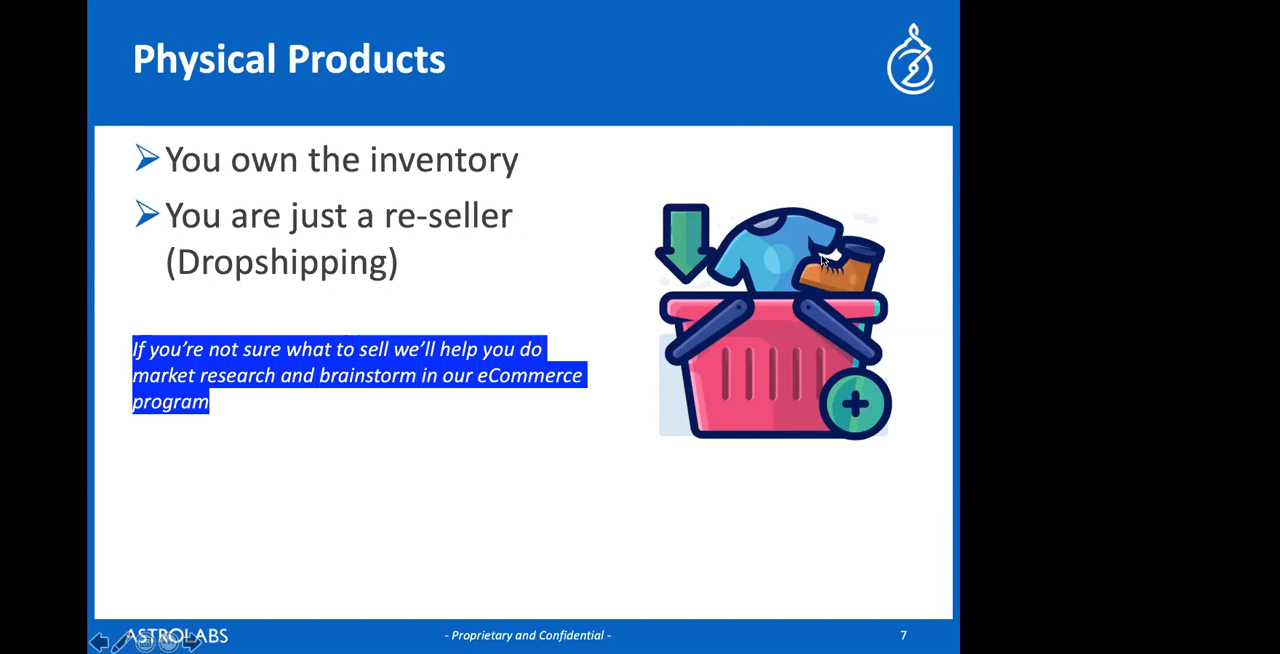 Physical Products
You own the inventory
You are just a re-seller
(Dropshipping)
If you’re not sure what to sell we’ll help you do
market research and brainstorm in our eCommerce
program
ASTROLABS
- Proprietary and Confidential -
7